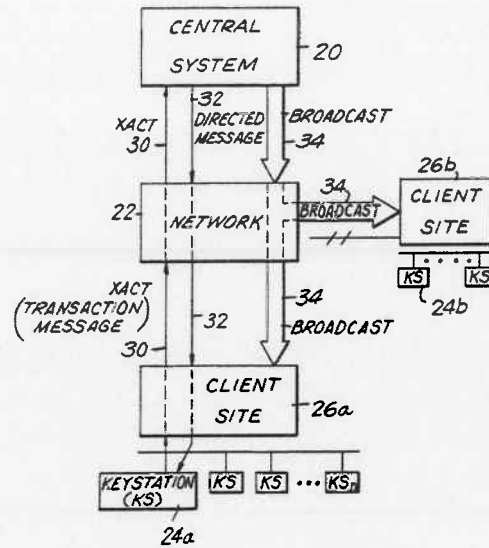 CENTRAL
SYSTEM
20
XACT
30
32
DIRECTED
MESSAGE
BROADCAST
34
22
NETWORK
34
BROADCAST
26b
CLIENT
SITE
KS
KS
24b
XACT
(TRANSACTION
MESSAGE)
30
32
34
BROADCAST
CLIENT
SITE
26a
KEYSTATION
(KS)
24a
KS
KS
KSn